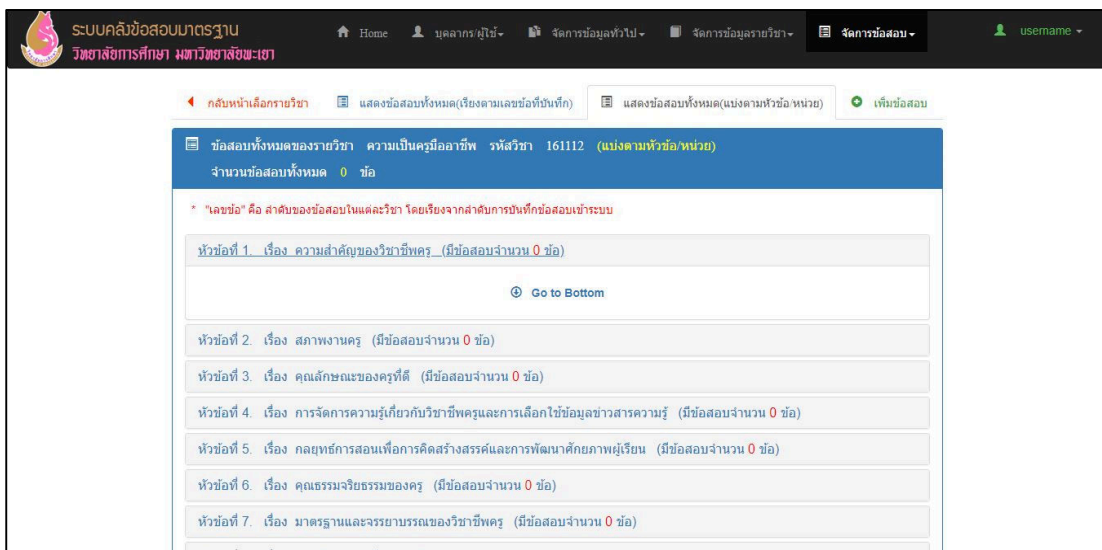 ระบบคลังข้อสอบมาตรฐาน
วิทยาลัยการศึกษา มหาวิทยาลัยพะเยา
Home บุคลากร/ผู้ใช้ จัดการข้อมูลทั่วไป จัดการข้อมูลรายวิชา จัดการข้อสอบ username
กลับหน้าเลือกรายวิชา แสดงข้อสอบทั้งหมด(เรียงตามเลขข้อที่บันทึก) แสดงข้อสอบทั้งหมด(แบ่งตามหัวข้อ/หน่วย) เพิ่มข้อสอบ
ข้อสอบทั้งหมดของรายวิชา ความเป็นครูมืออาชีพ รหัสวิชา 161112 (แบ่งตามหัวข้อ/หน่วย)
จำนวนข้อสอบทั้งหมด 0 ข้อ
* "เลขข้อ" คือ ลำดับของข้อสอบในแต่ละวิชา โดยเรียงจากลำดับการบันทึกข้อสอบเข้าระบบ
หัวข้อที่ 1. เรื่อง ความสำคัญของวิชาชีพครู (มีข้อสอบจำนวน 0 ข้อ)
Go to Bottom
หัวข้อที่ 2. เรื่อง สภาพงานครู (มีข้อสอบจำนวน 0 ข้อ)
หัวข้อที่ 3. เรื่อง คุณลักษณะของครูที่ดี (มีข้อสอบจำนวน 0 ข้อ)
หัวข้อที่ 4. เรื่อง การจัดการความรู้เกี่ยวกับวิชาชีพครูและการเลือกใช้ข้อมูลข่าวสารความรู้ (มีข้อสอบจำนวน 0 ข้อ)
หัวข้อที่ 5. เรื่อง กลยุทธ์การสอนเพื่อการคิดสร้างสรรค์และการพัฒนาศักยภาพผู้เรียน (มีข้อสอบจำนวน 0 ข้อ)
หัวข้อที่ 6. เรื่อง คุณธรรมจริยธรรมของครู (มีข้อสอบจำนวน 0 ข้อ)
หัวข้อที่ 7. เรื่อง มาตรฐานและจรรยาบรรณของวิชาชีพครู (มีข้อสอบจำนวน 0 ข้อ)